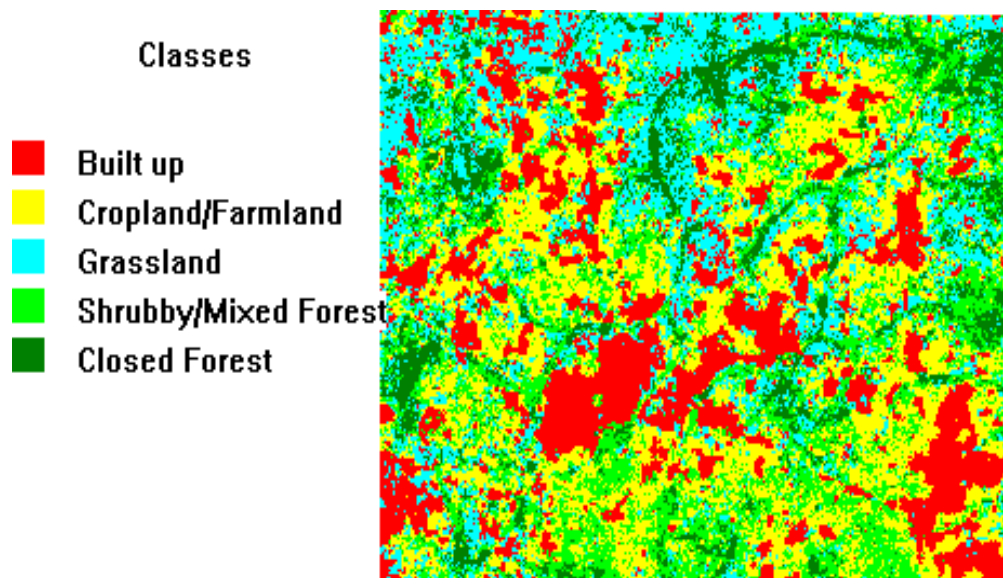 Classes
Built up
Cropland/Farmland
Grassland
Shrubby/Mixed Forest
Closed Forest